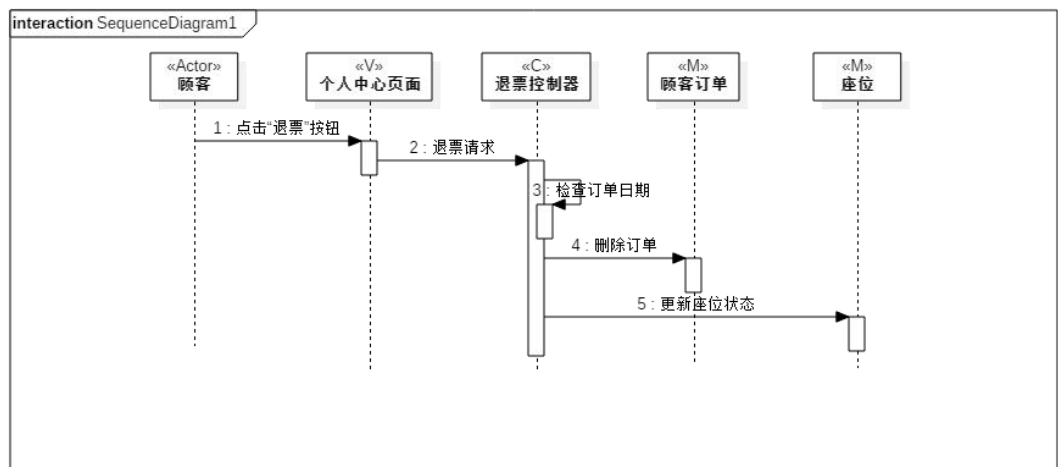 interaction SequenceDiagram1
«Actor»
顾客
«V»
个人中心页面
«C»
退票控制器
«M»
顾客订单
«M»
座位
1 : 点击“退票”按钮
2 : 退票请求
3 : 检查订单日期
4 : 删除订单
5 : 更新座位状态